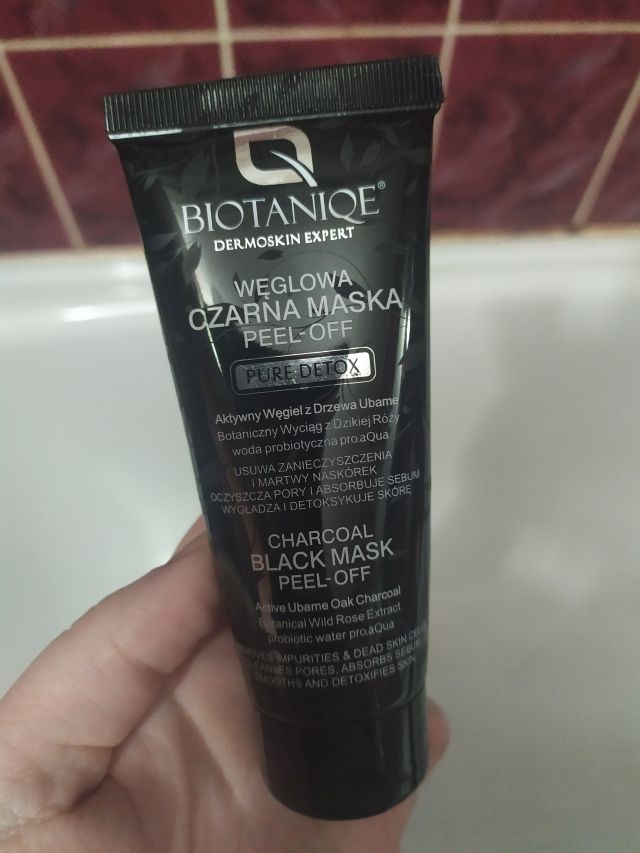 BIOTANIQE®
DERMOSKIN EXPERT
WĘGLOWA
CZARNA MASKA
PEEL-OFF
PURE DETOX
Aktywny Węgiel z Drzewa Ubame
Botaniczny Wyciąg z Dzikiej Róży
woda probiotyczna pro.aQua
USUWA ZANIECZYSZCZENIA
I MARTWY NASKÓREK
OCZYSZCZA PORY I ABSORBUJE SEBUM
WYGŁADZA I DETOKSYKUJE SKÓRĘ
CHARCOAL
BLACK MASK
PEEL-OFF
Active Ubame Oak Charcoal
Botanical Wild Rose Extract
probiotic water pro.aQua
REMOVES IMPURITIES & DEAD SKIN CELLS
CLEANSES PORES, ABSORBS SEBUM
SMOOTHS AND DETOXIFIES SKIN